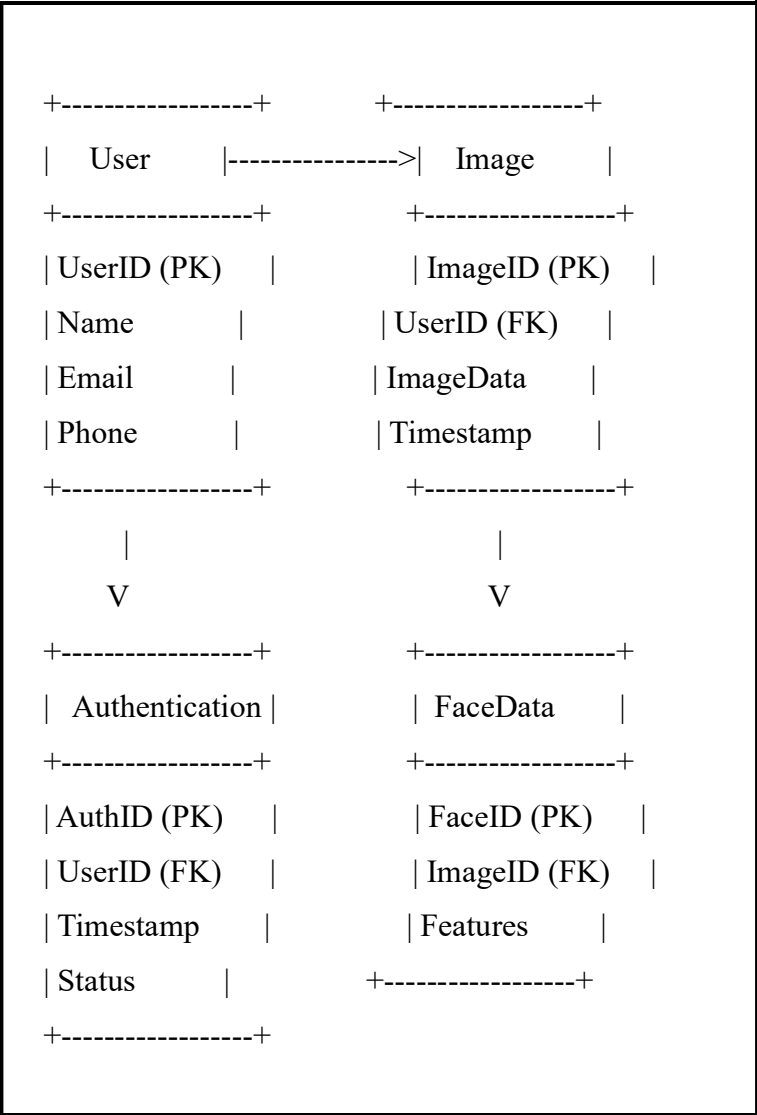 +------------------+ +------------------+
| User |---------------->| Image |
+------------------+ +------------------+
| UserID (PK) | | ImageID (PK) |
| Name | | UserID (FK) |
| Email | | ImageData |
| Phone | | Timestamp |
+------------------+ +------------------+
| |
V V
+------------------+ +------------------+
| Authentication | | FaceData |
+------------------+ +------------------+
| AuthID (PK) | | FaceID (PK) |
| UserID (FK) | | ImageID (FK) |
| Timestamp | | Features |
| Status | +------------------+
+------------------+